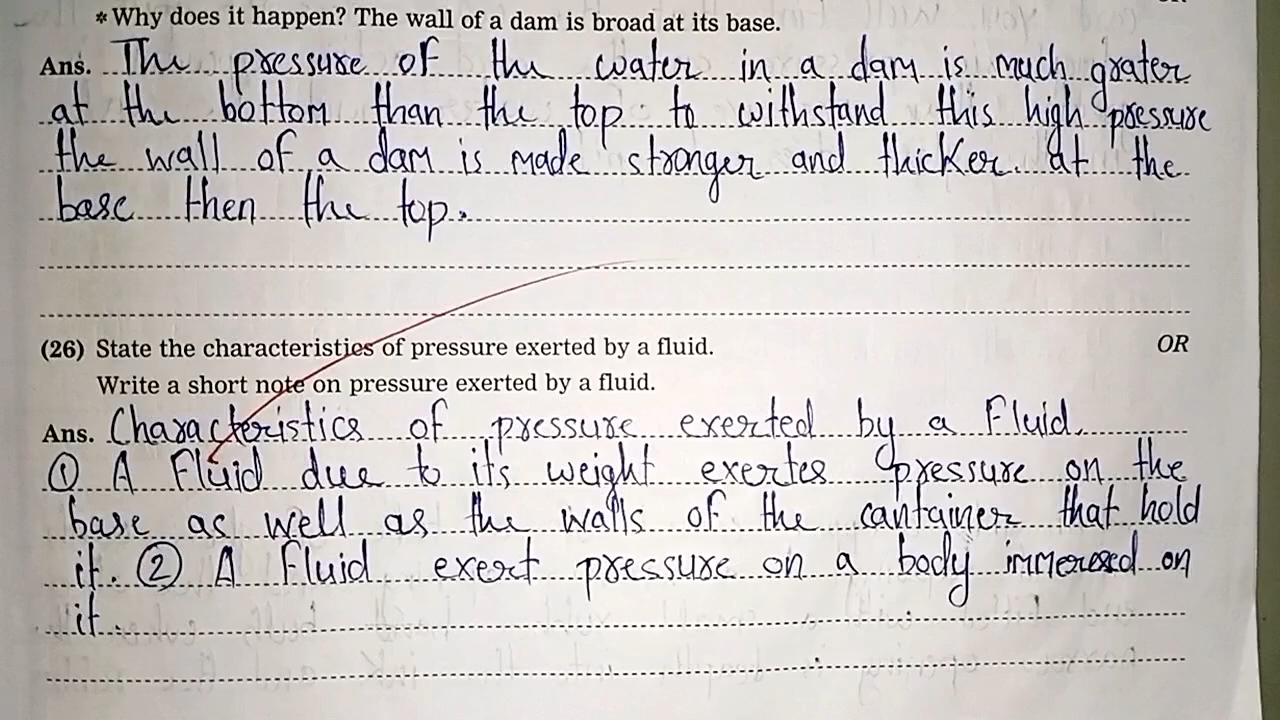 * Why does it happen? The wall of a dam is broad at its base.
Ans. The pressure of the water in a dam is much grater
at the bottom than the top to withstand this high pressure
the wall of a dam is made stronger and thicker at the
base then the top.
(26) State the characteristics of pressure exerted by a fluid. OR
Write a short note on pressure exerted by a fluid.
Ans. Characteristics of pressure exerted by a Fluid.
① A Fluid due to its weight exertes pressure on the
base as well as the walls of the cantainer that hold
it. ② A Fluid exert pressure on a body immeresed on
it.